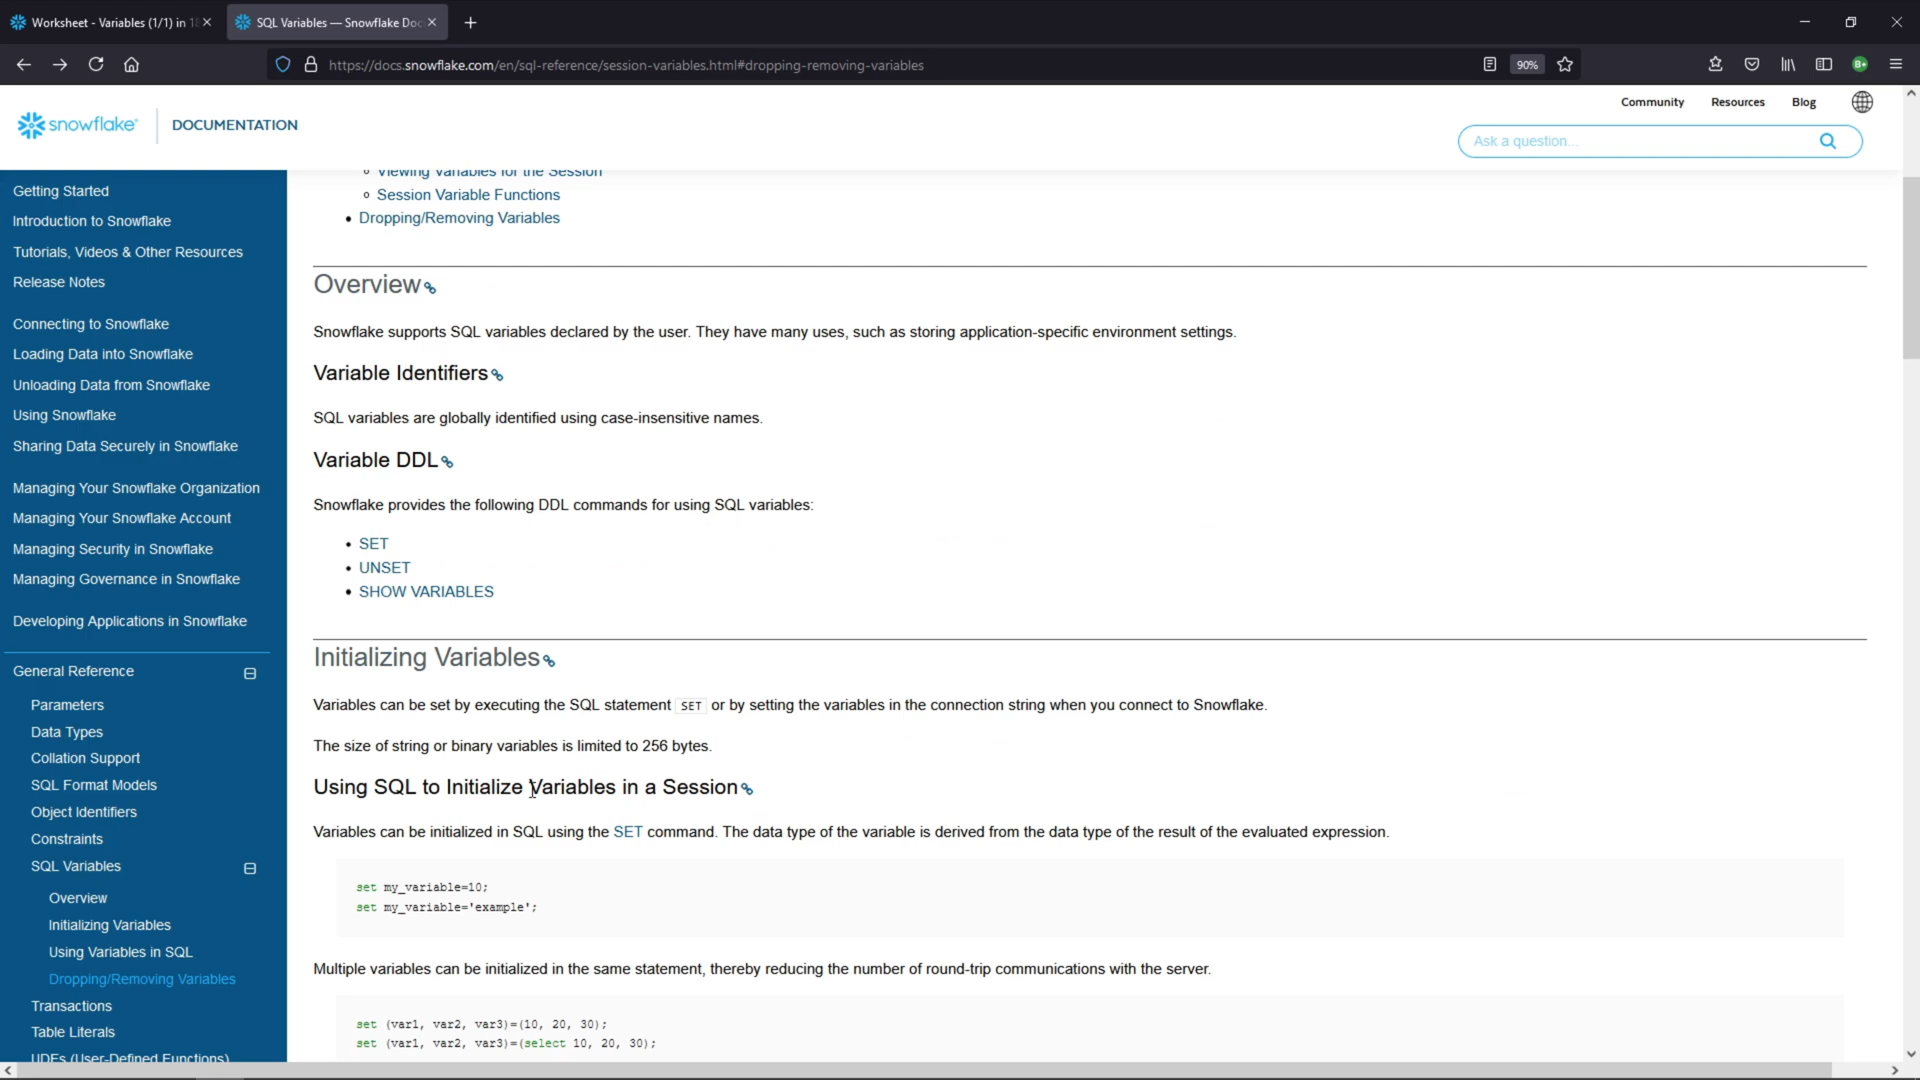 Worksheet - Variables (1/1) in 18
SQL Variables — Snowflake Doc
https://docs.snowflake.com/en/sql-reference/session-variables.html#dropping-removing-variables
90%
snowflake
DOCUMENTATION
Community
Resources
Blog
Ask a question...
Getting Started
Introduction to Snowflake
Tutorials, Videos & Other Resources
Release Notes
Connecting to Snowflake
Loading Data into Snowflake
Unloading Data from Snowflake
Using Snowflake
Sharing Data Securely in Snowflake
Managing Your Snowflake Organization
Managing Your Snowflake Account
Managing Security in Snowflake
Managing Governance in Snowflake
Developing Applications in Snowflake
General Reference
Parameters
Data Types
Collation Support
SQL Format Models
Object Identifiers
Constraints
SQL Variables
Overview
Initializing Variables
Using Variables in SQL
Dropping/Removing Variables
Transactions
Table Literals
UDFs (User-Defined Functions)
Viewing Variables for the Session
Session Variable Functions
Dropping/Removing Variables
Overview
Snowflake supports SQL variables declared by the user. They have many uses, such as storing application-specific environment settings.
Variable Identifiers
SQL variables are globally identified using case-insensitive names.
Variable DDL
Snowflake provides the following DDL commands for using SQL variables:
SET
UNSET
SHOW VARIABLES
Initializing Variables
Variables can be set by executing the SQL statement SET or by setting the variables in the connection string when you connect to Snowflake.
The size of string or binary variables is limited to 256 bytes.
Using SQL to Initialize Variables in a Session
Variables can be initialized in SQL using the SET command. The data type of the variable is derived from the data type of the result of the evaluated expression.
set my_variable=10;
set my_variable='example';
Multiple variables can be initialized in the same statement, thereby reducing the number of round-trip communications with the server.
set (var1, var2, var3)=(10, 20, 30);
set (var1, var2, var3)=(select 10, 20, 30);